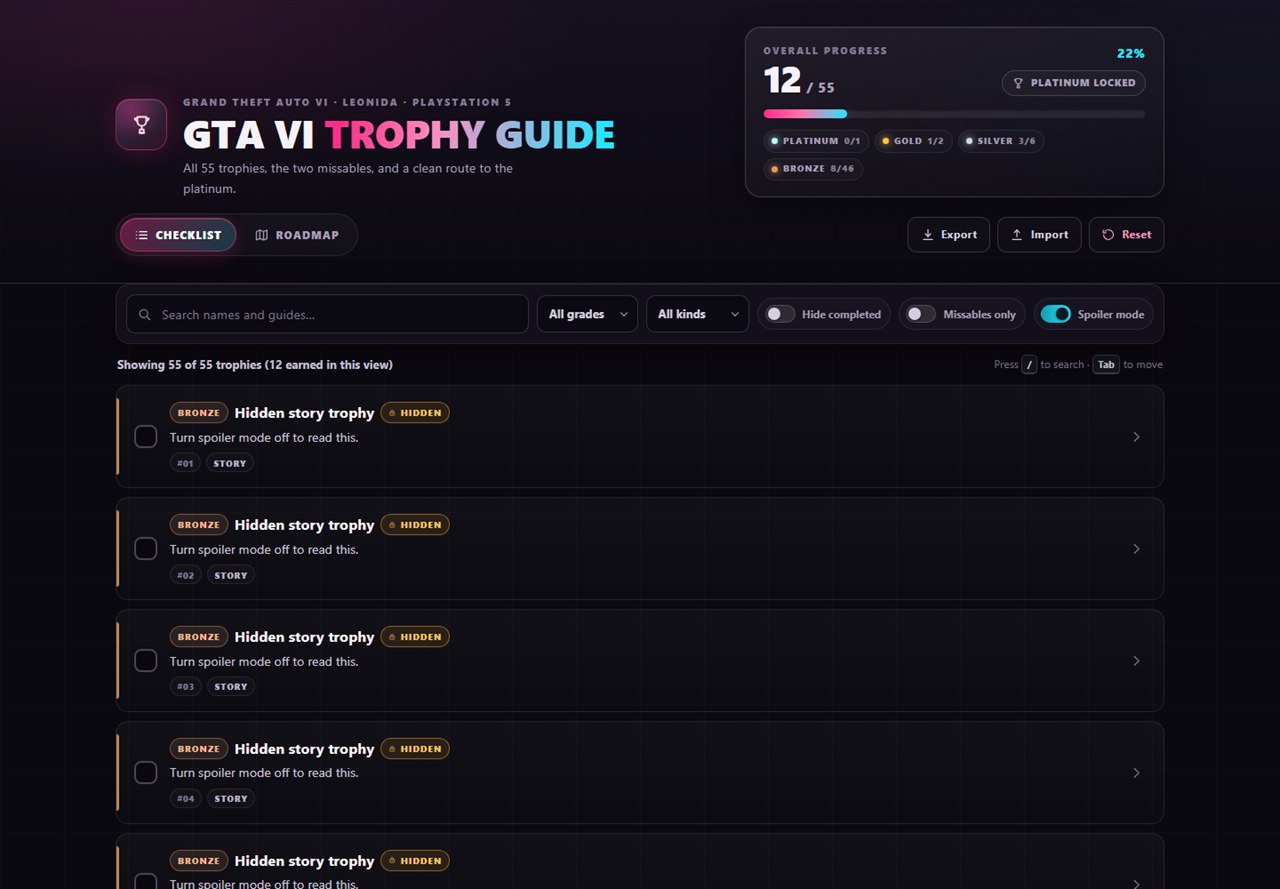 OVERALL PROGRESS
22%
12 / 55
PLATINUM LOCKED
PLATINUM 0/1
GOLD 1/2
SILVER 3/6
BRONZE 8/46
GRAND THEFT AUTO VI · LEONIDA · PLAYSTATION 5
GTA VI TROPHY GUIDE
All 55 trophies, the two missables, and a clean route to the
platinum.
CHECKLIST
ROADMAP
Export
Import
Reset
Search names and guides...
All grades
All kinds
Hide completed
Missables only
Spoiler mode
Showing 55 of 55 trophies (12 earned in this view)
Press / to search · Tab to move
BRONZE Hidden story trophy HIDDEN
Turn spoiler mode off to read this.
#01 STORY
BRONZE Hidden story trophy HIDDEN
Turn spoiler mode off to read this.
#02 STORY
BRONZE Hidden story trophy HIDDEN
Turn spoiler mode off to read this.
#03 STORY
BRONZE Hidden story trophy HIDDEN
Turn spoiler mode off to read this.
#04 STORY
BRONZE Hidden story trophy HIDDEN
Turn spoiler mode off to read this.